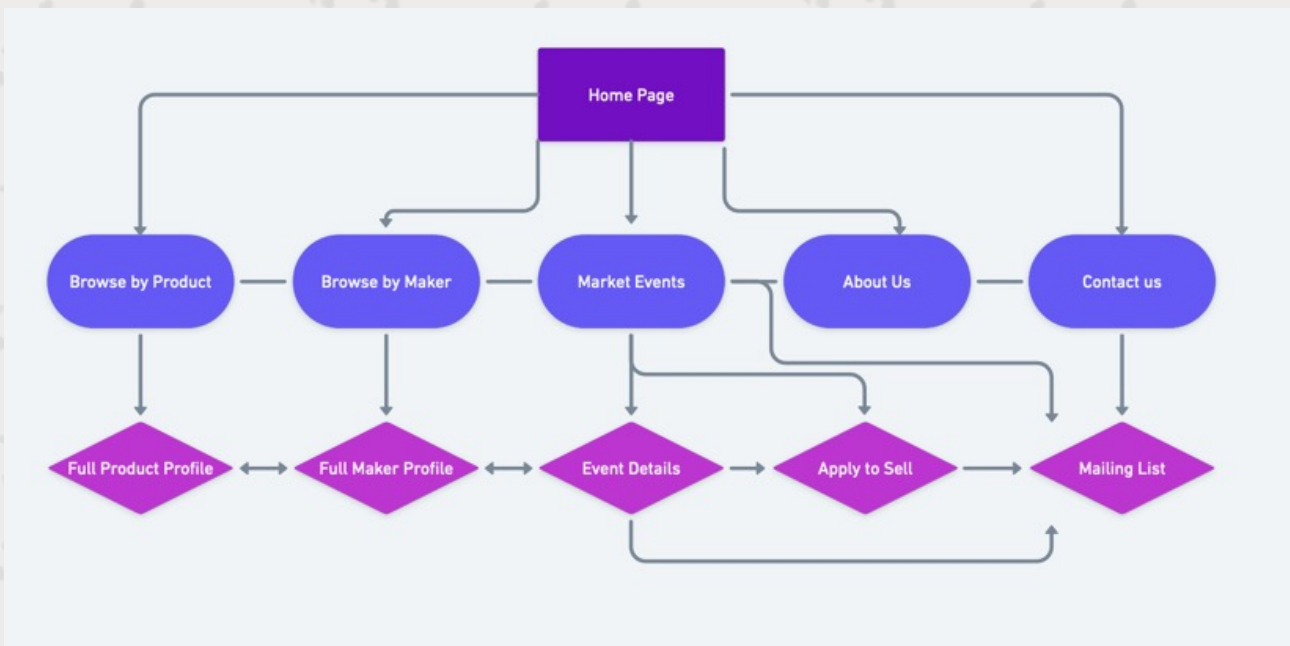 Home Page
Browse by Product
Browse by Maker
Market Events
About Us
Contact us
Full Product Profile
Full Maker Profile
Event Details
Apply to Sell
Mailing List